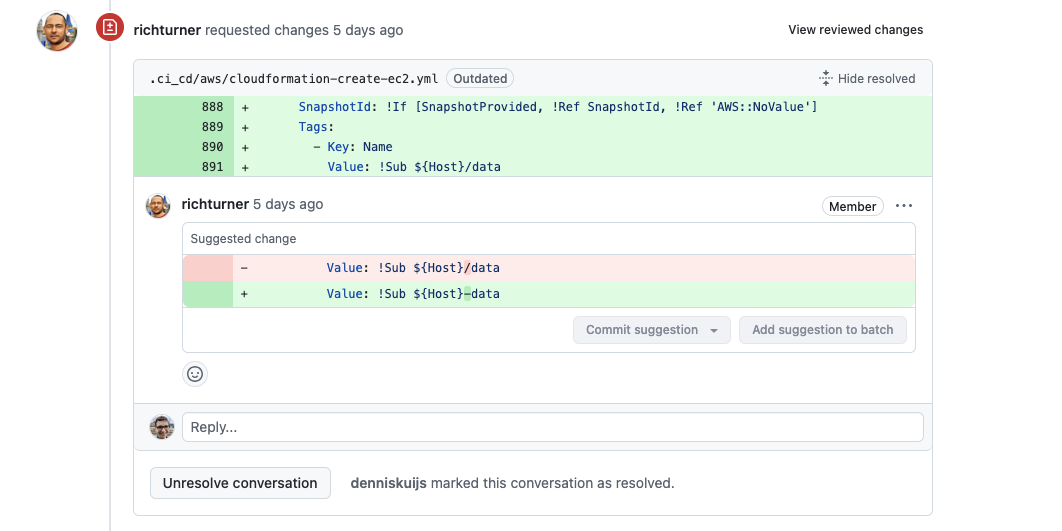 richturner requested changes 5 days ago View reviewed changes
.ci_cd/aws/cloudformation-create-ec2.yml Outdated Hide resolved
888 + SnapshotId: !If [SnapshotProvided, !Ref SnapshotId, !Ref 'AWS::NoValue']
889 + Tags:
890 + - Key: Name
891 + Value: !Sub ${Host}/data
richturner 5 days ago Member ...
Suggested change
- Value: !Sub ${Host}/data
+ Value: !Sub ${Host}-data
Commit suggestion Add suggestion to batch
Reply...
Unresolve conversation denniskuijs marked this conversation as resolved.